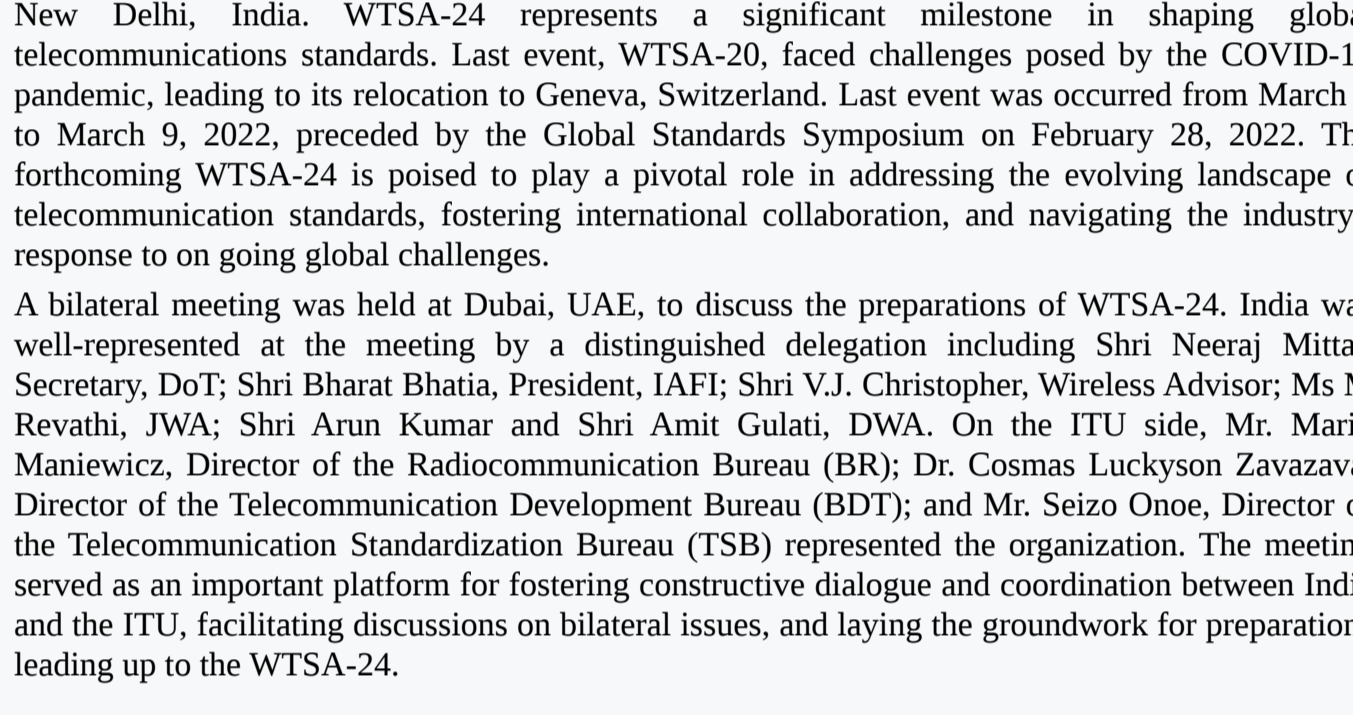 New Delhi, India. WTSA-24 represents a significant milestone in shaping globa
telecommunications standards. Last event, WTSA-20, faced challenges posed by the COVID-1
pandemic, leading to its relocation to Geneva, Switzerland. Last event was occurred from March
to March 9, 2022, preceded by the Global Standards Symposium on February 28, 2022. Th
forthcoming WTSA-24 is poised to play a pivotal role in addressing the evolving landscape o
telecommunication standards, fostering international collaboration, and navigating the industry
response to on going global challenges.
A bilateral meeting was held at Dubai, UAE, to discuss the preparations of WTSA-24. India wa
well-represented at the meeting by a distinguished delegation including Shri Neeraj Mitta
Secretary, DoT; Shri Bharat Bhatia, President, IAFI; Shri V.J. Christopher, Wireless Advisor; Ms M
Revathi, JWA; Shri Arun Kumar and Shri Amit Gulati, DWA. On the ITU side, Mr. Mari
Maniewicz, Director of the Radiocommunication Bureau (BR); Dr. Cosmas Luckyson Zavazava
Director of the Telecommunication Development Bureau (BDT); and Mr. Seizo Onoe, Director o
the Telecommunication Standardization Bureau (TSB) represented the organization. The meetin
served as an important platform for fostering constructive dialogue and coordination between Indi
and the ITU, facilitating discussions on bilateral issues, and laying the groundwork for preparation
leading up to the WTSA-24.